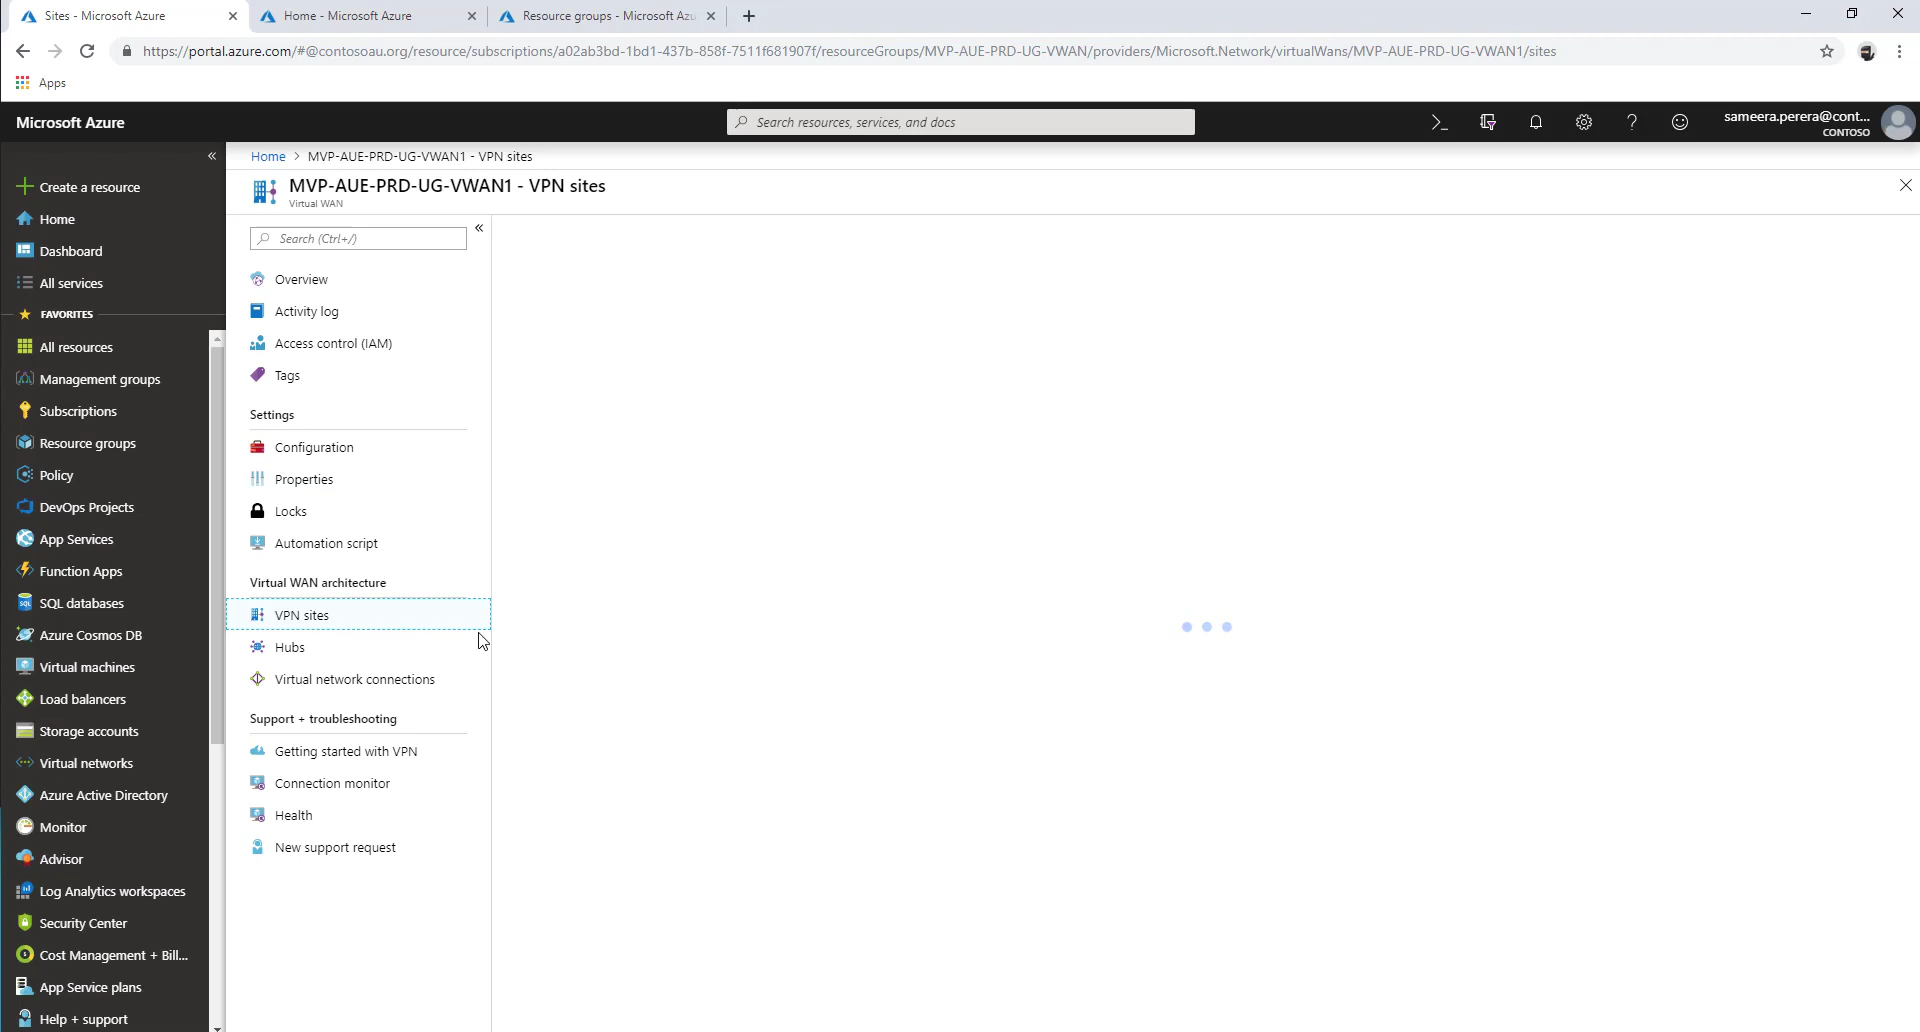 Sites - Microsoft Azure
Home - Microsoft Azure
Resource groups - Microsoft Azu
https://portal.azure.com/#@contosoau.org/resource/subscriptions/a02ab3bd-1bd1-437b-858f-7511f681907f/resourceGroups/MVP-AUE-PRD-UG-VWAN/providers/Microsoft.Network/virtualWans/MVP-AUE-PRD-UG-VWAN1/sites
Apps
Microsoft Azure
Search resources, services, and docs
sameera.perera@cont...
CONTOSO
Create a resource
Home
Dashboard
All services
FAVORITES
All resources
Management groups
Subscriptions
Resource groups
Policy
DevOps Projects
App Services
Function Apps
SQL databases
Azure Cosmos DB
Virtual machines
Load balancers
Storage accounts
Virtual networks
Azure Active Directory
Monitor
Advisor
Log Analytics workspaces
Security Center
Cost Management + Bill...
App Service plans
Help + support
Home > MVP-AUE-PRD-UG-VWAN1 - VPN sites
MVP-AUE-PRD-UG-VWAN1 - VPN sites
Virtual WAN
Search (Ctrl+/)
Overview
Activity log
Access control (IAM)
Tags
Settings
Configuration
Properties
Locks
Automation script
Virtual WAN architecture
VPN sites
Hubs
Virtual network connections
Support + troubleshooting
Getting started with VPN
Connection monitor
Health
New support request